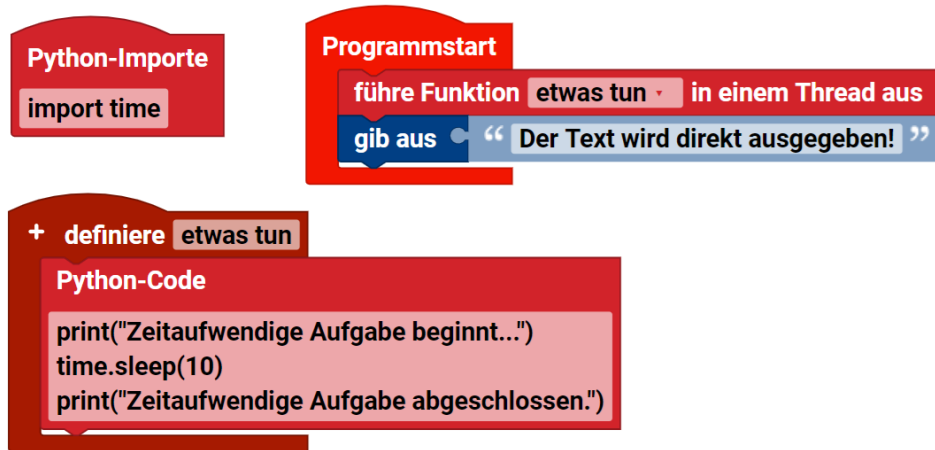 Python-Importe
import time
Programmstart
führe Funktion etwas tun in einem Thread aus
gib aus “ Der Text wird direkt ausgegeben! ”
+ definiere etwas tun
Python-Code
print("Zeitaufwendige Aufgabe beginnt...")
time.sleep(10)
print("Zeitaufwendige Aufgabe abgeschlossen.")